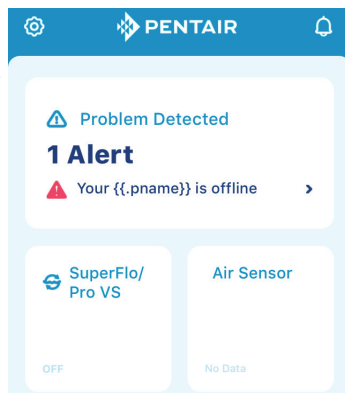 PENTAIR
Problem Detected
1 Alert
Your {{.pname}} is offline
SuperFlo/
Pro VS
OFF
Air Sensor
No Data